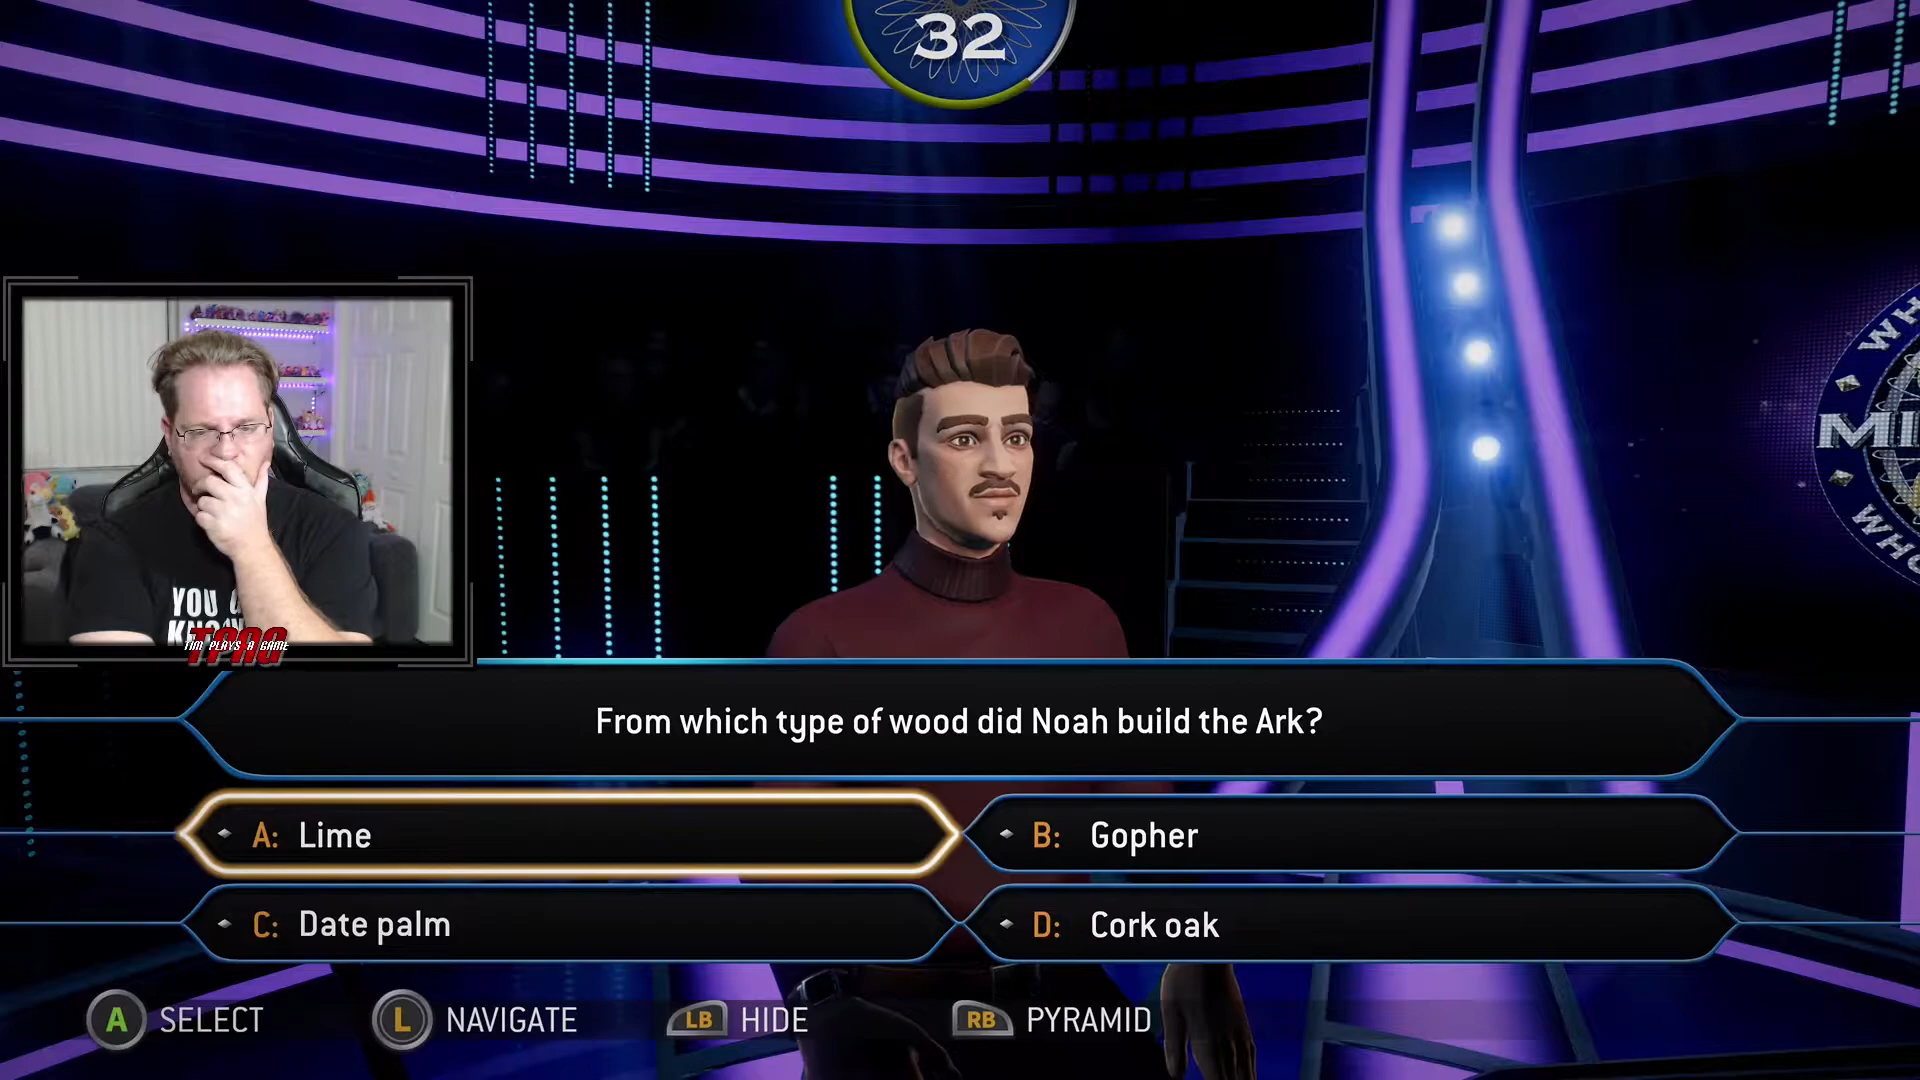 32
YOU
TPAG
TIM PLAYS A GAME
WHO
From which type of wood did Noah build the Ark?
A: Lime
B: Gopher
C: Date palm
D: Cork oak
A SELECT
L NAVIGATE
LB HIDE
RB PYRAMID